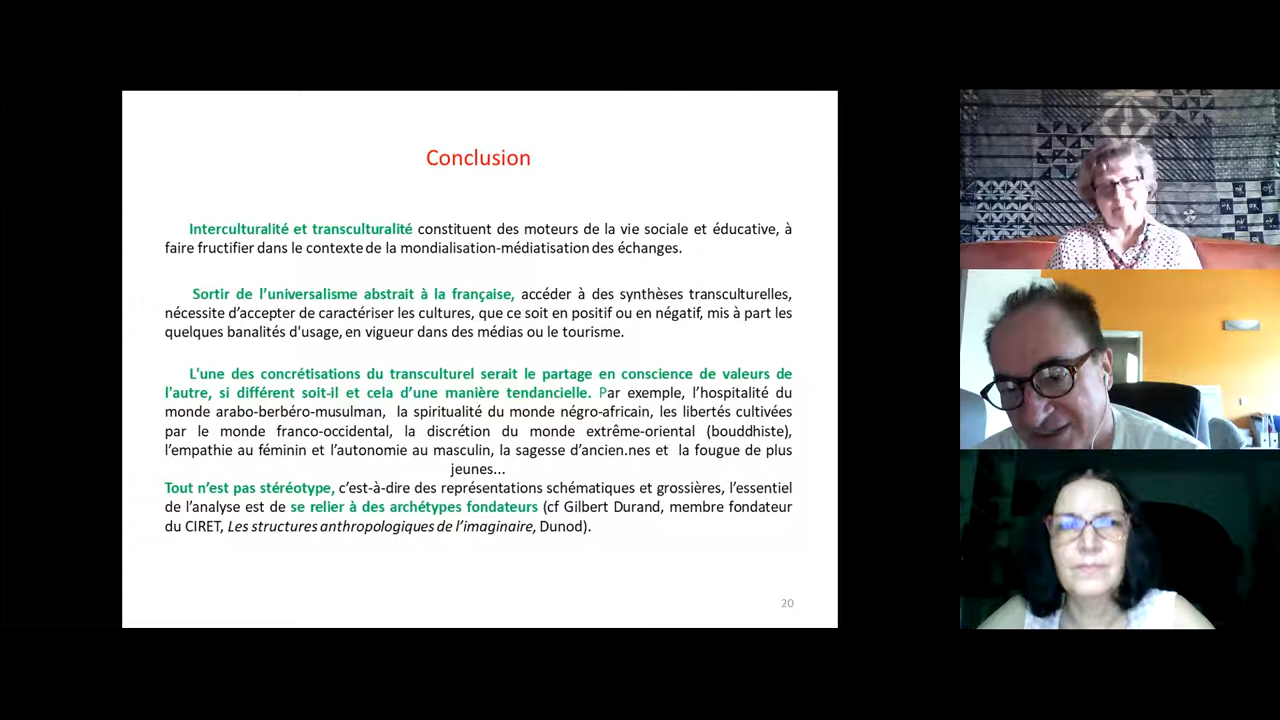 Conclusion
Interculturalité et transculturalité constituent des moteurs de la vie sociale et éducative, à
faire fructifier dans le contexte de la mondialisation-médiatisation des échanges.
Sortir de l’universalisme abstrait à la française, accéder à des synthèses transculturelles,
nécessite d’accepter de caractériser les cultures, que ce soit en positif ou en négatif, mis à part les
quelques banalités d'usage, en vigueur dans des médias ou le tourisme.
L'une des concrétisations du transculturel serait le partage en conscience de valeurs de
l'autre, si différent soit-il et cela d’une manière tendancielle. Par exemple, l’hospitalité du
monde arabo-berbéro-musulman, la spiritualité du monde négro-africain, les libertés cultivées
par le monde franco-occidental, la discrétion du monde extrême-oriental (bouddhiste),
l’empathie au féminin et l’autonomie au masculin, la sagesse d’ancien.nes et la fougue de plus
jeunes...
Tout n’est pas stéréotype, c’est-à-dire des représentations schématiques et grossières, l’essentiel
de l’analyse est de se relier à des archétypes fondateurs (cf Gilbert Durand, membre fondateur
du CIRET, Les structures anthropologiques de l’imaginaire, Dunod).
20